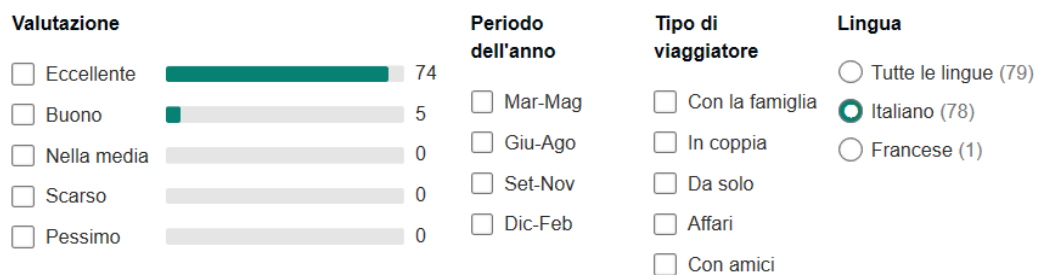 Valutazione
Eccellente 74
Buono 5
Nella media 0
Scarso 0
Pessimo 0
Periodo
dell'anno
Mar-Mag
Giu-Ago
Set-Nov
Dic-Feb
Tipo di
viaggiatore
Con la famiglia
In coppia
Da solo
Affari
Con amici
Lingua
Tutte le lingue (79)
Italiano (78)
Francese (1)